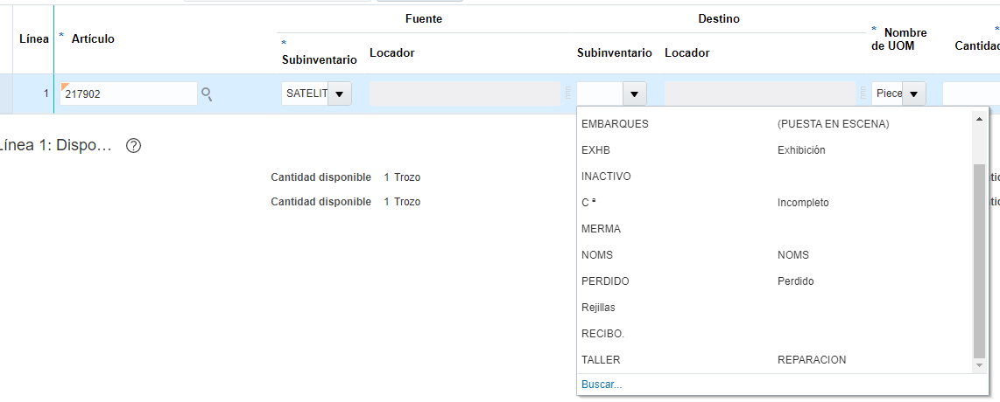 Fuente
Destino
Línea
* Artículo
* Subinventario
Locador
Subinventario
Locador
* Nombre de UOM
* Cantidad
1
217902
SATELIT
Piece
EMBARQUES (PUESTA EN ESCENA)
EXHB Exhibición
INACTIVO
C ª Incompleto
MERMA
NOMS NOMS
PERDIDO Perdido
Rejillas
RECIBO.
TALLER REPARACION
Buscar...
Línea 1: Dispo... ?
Cantidad disponible 1 Trozo
Cantidad disponible 1 Trozo